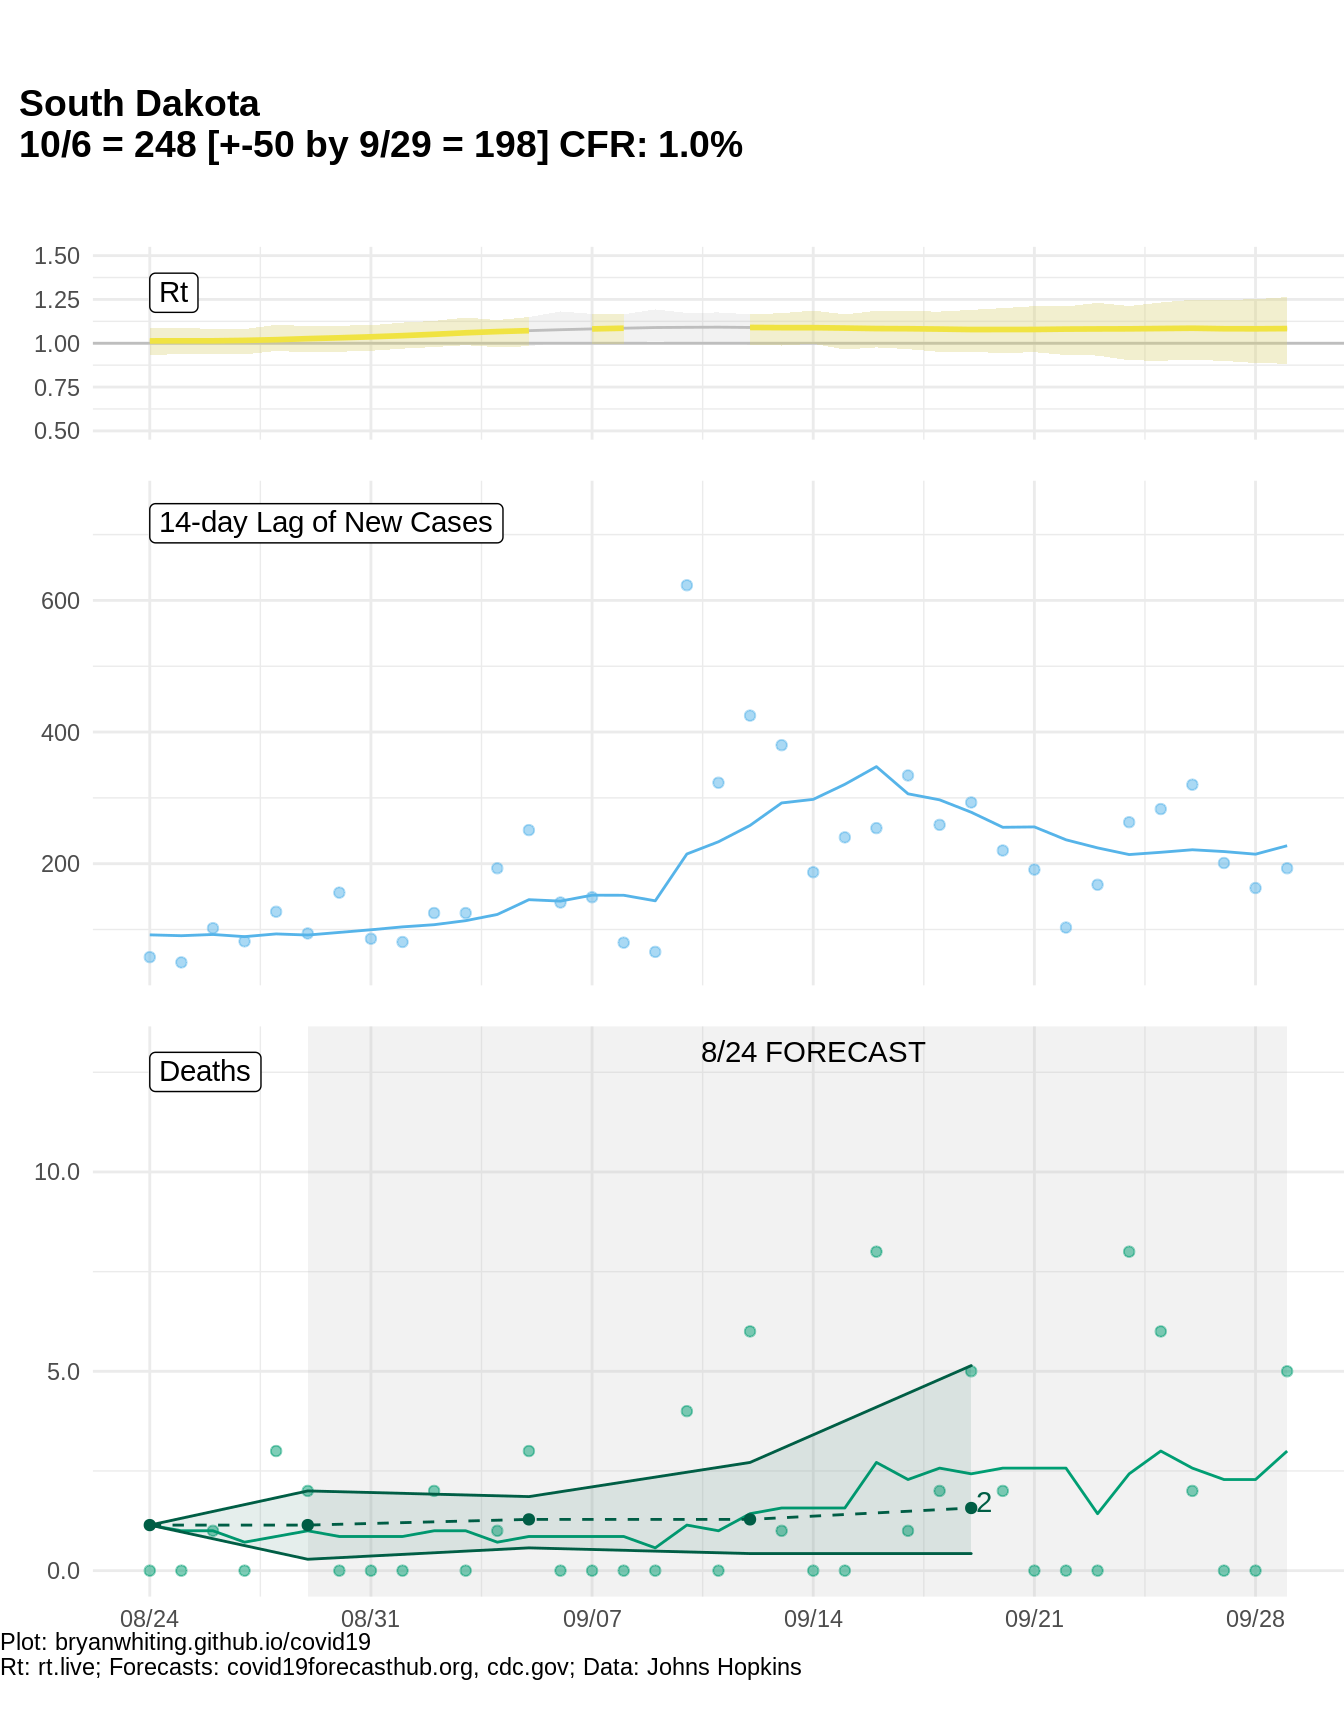 South Dakota
10/6 = 248 [+-50 by 9/29 = 198] CFR: 1.0%
1.50
Rt
1.25
1.00
0.75
0.50
14-day Lag of New Cases
600
400
200
8/24 FORECAST
Deaths
10.0
5.0
2
0.0
08/24 08/31 09/07 09/14 09/21 09/28
Plot: bryanwhiting.github.io/covid19
Rt: rt.live; Forecasts: covid19forecasthub.org, cdc.gov; Data: Johns Hopkins